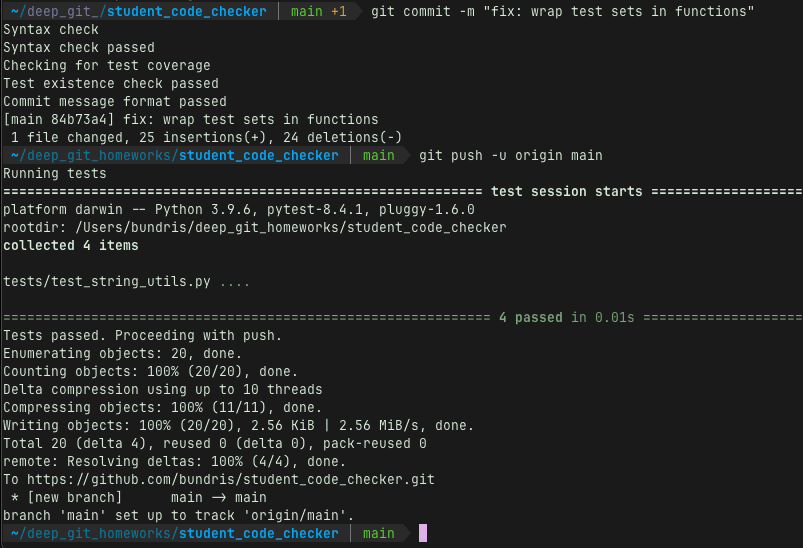 ~/deep_git_/student_code_checker | main +1 git commit -m "fix: wrap test sets in functions"
Syntax check
Syntax check passed
Checking for test coverage
Test existence check passed
Commit message format passed
[main 84b73a4] fix: wrap test sets in functions
1 file changed, 25 insertions(+), 24 deletions(-)
~/deep_git_homeworks/student_code_checker | main git push -u origin main
Running tests
============================================================ test session starts ===================
platform darwin -- Python 3.9.6, pytest-8.4.1, pluggy-1.6.0
rootdir: /Users/bundris/deep_git_homeworks/student_code_checker
collected 4 items
tests/test_string_utils.py ....
============================================================= 4 passed in 0.01s ====================
Tests passed. Proceeding with push.
Enumerating objects: 20, done.
Counting objects: 100% (20/20), done.
Delta compression using up to 10 threads
Compressing objects: 100% (11/11), done.
Writing objects: 100% (20/20), 2.56 KiB | 2.56 MiB/s, done.
Total 20 (delta 4), reused 0 (delta 0), pack-reused 0
remote: Resolving deltas: 100% (4/4), done.
To https://github.com/bundris/student_code_checker.git
* [new branch]      main -> main
branch 'main' set up to track 'origin/main'.
~/deep_git_homeworks/student_code_checker | main